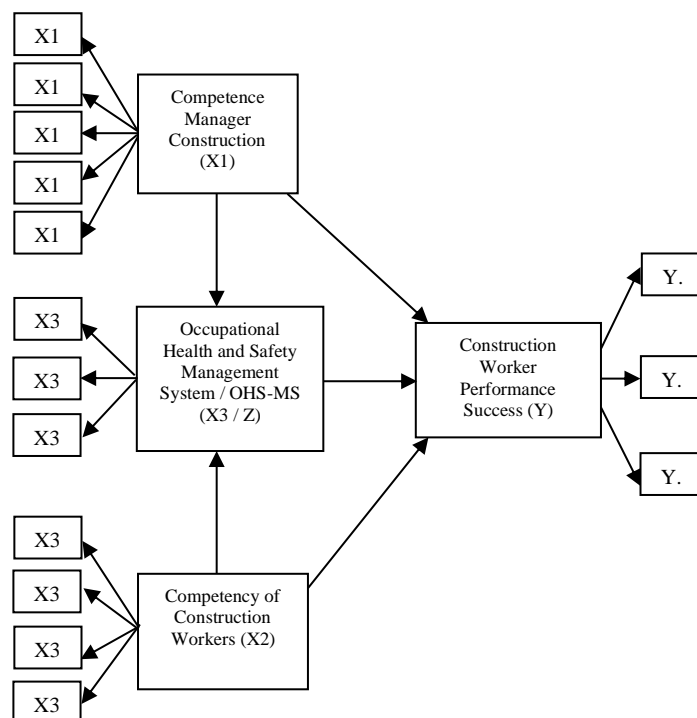 X1
X1
X1
X1
X1
Competence
Manager
Construction
(X1)
X3
X3
X3
Occupational
Health and Safety
Management
System / OHS-MS
(X3 / Z)
Construction
Worker
Performance
Success (Y)
Y.
Y.
Y.
X3
X3
X3
X3
Competency of
Construction
Workers (X2)